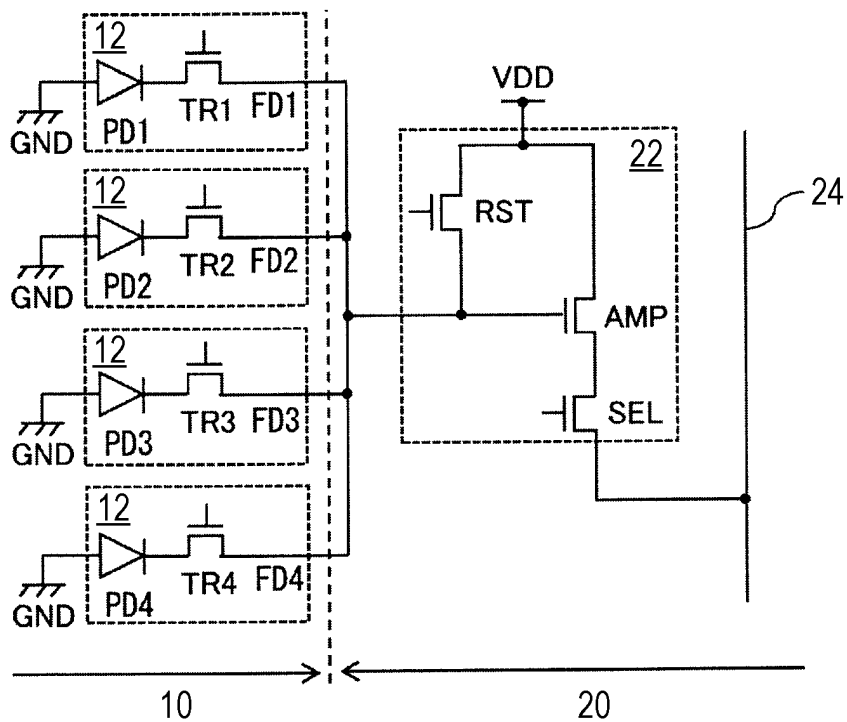 12
GND
PD1
TR1
FD1
12
GND
PD2
TR2
FD2
12
GND
PD3
TR3
FD3
12
GND
PD4
TR4
FD4
VDD
22
RST
AMP
SEL
24
10
20